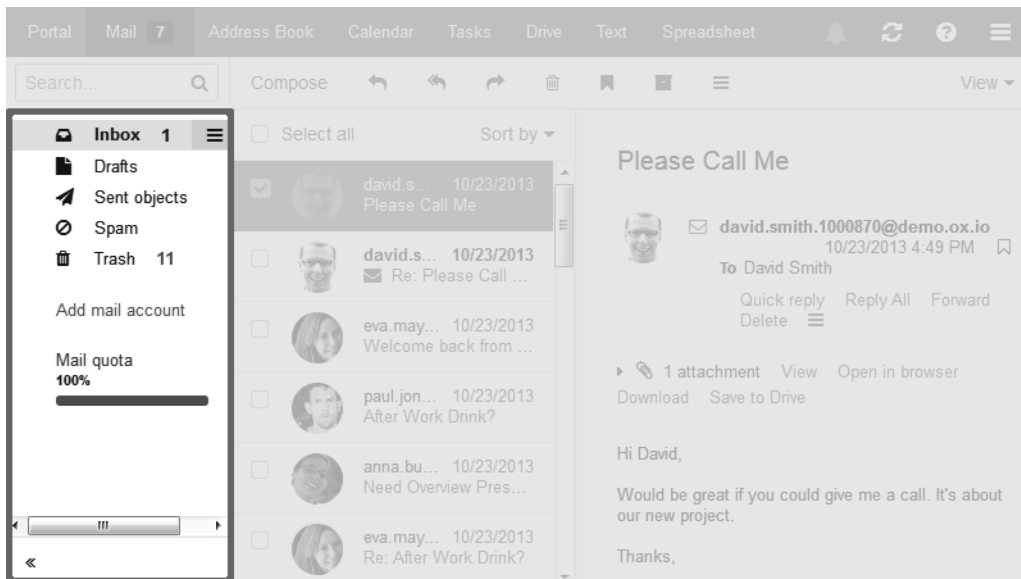 Portal Mail 7 Address Book Calendar Tasks Drive Text Spreadsheet
Search... Compose View
Inbox 1
Drafts
Sent objects
Spam
Trash 11
Add mail account
Mail quota
100%
Select all Sort by
david.s... 10/23/2013
Please Call Me
david.s... 10/23/2013
Re: Please Call ...
eva.may... 10/23/2013
Welcome back from ...
paul.jon... 10/23/2013
After Work Drink?
anna.bu... 10/23/2013
Need Overview Pres...
eva.may... 10/23/2013
Re: After Work Drink?
Please Call Me
david.smith.1000870@demo.ox.io
10/23/2013 4:49 PM
To David Smith
Quick reply Reply All Forward
Delete
1 attachment View Open in browser
Download Save to Drive
Hi David,
Would be great if you could give me a call. It's about
our new project.
Thanks,